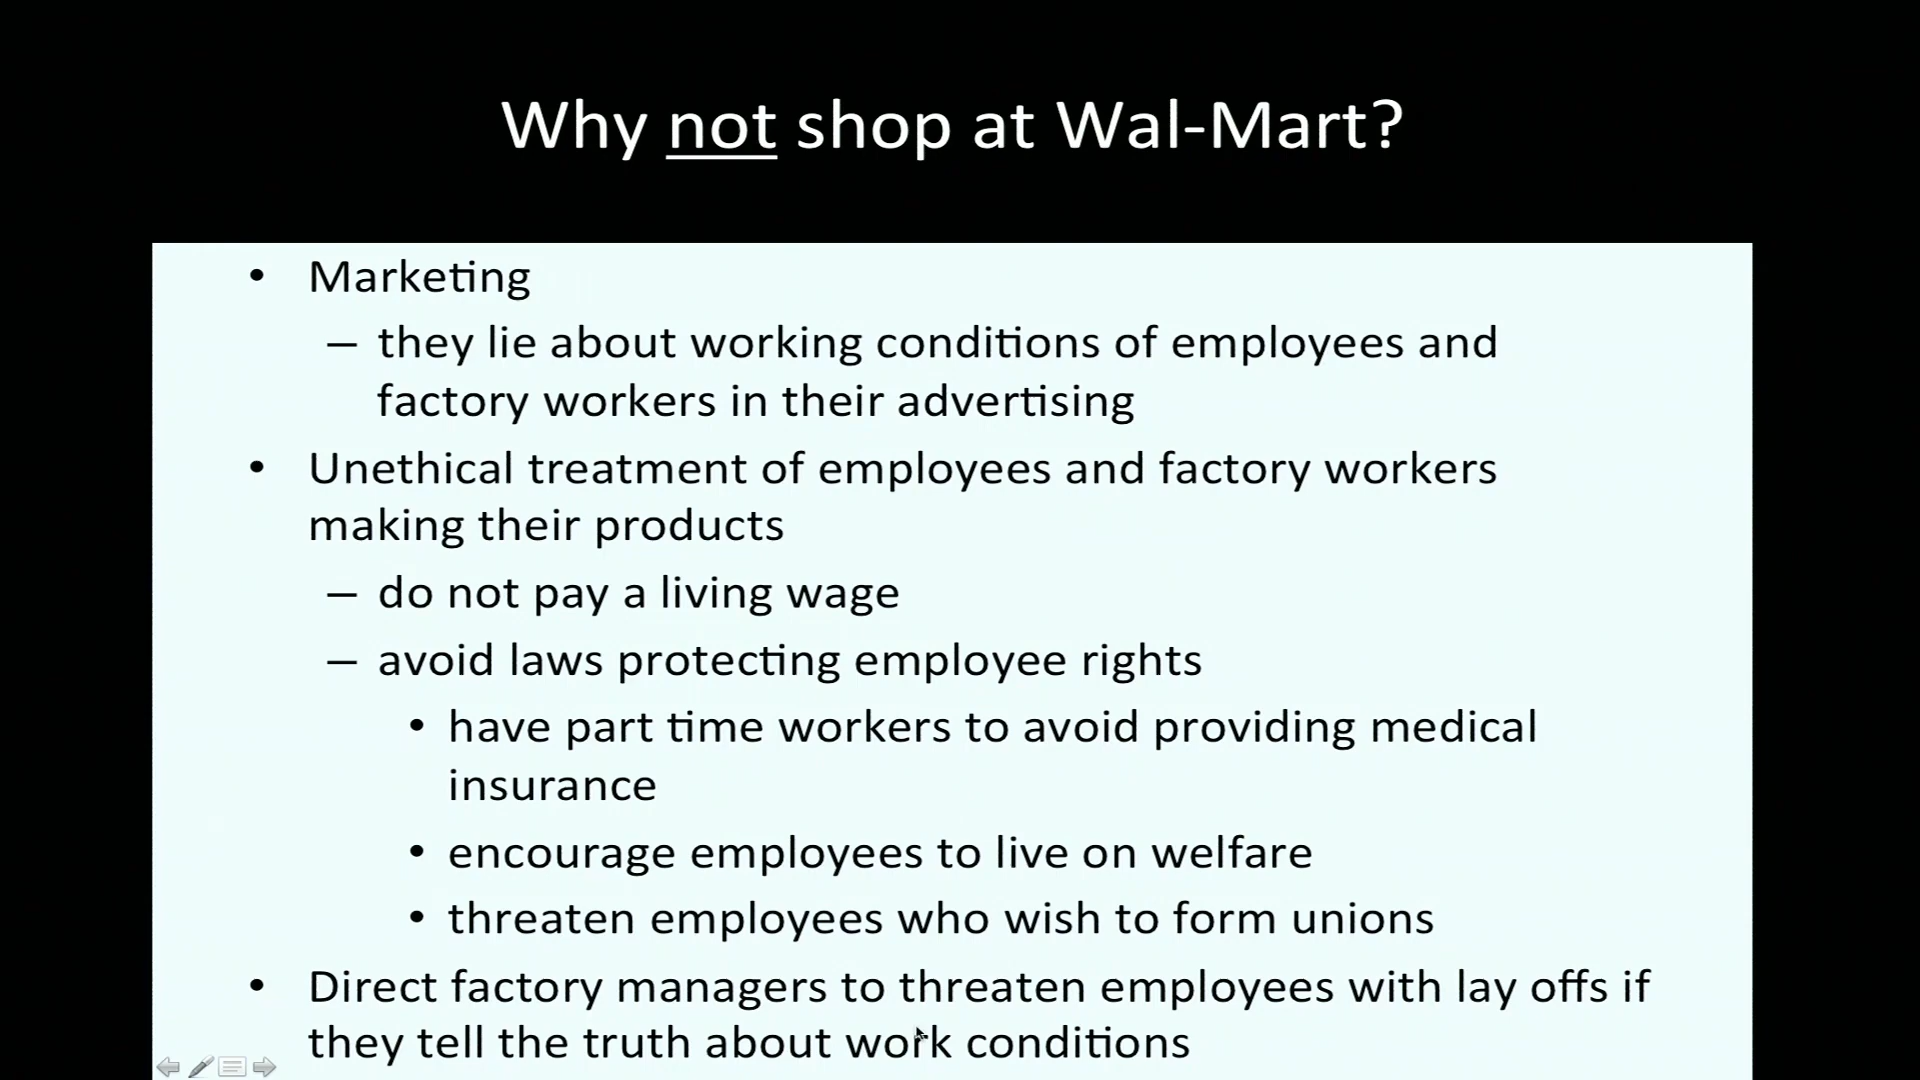 Why not shop at Wal-Mart?
• Marketing
– they lie about working conditions of employees and
factory workers in their advertising
• Unethical treatment of employees and factory workers
making their products
– do not pay a living wage
– avoid laws protecting employee rights
• have part time workers to avoid providing medical
insurance
• encourage employees to live on welfare
• threaten employees who wish to form unions
• Direct factory managers to threaten employees with lay offs if
they tell the truth about work conditions